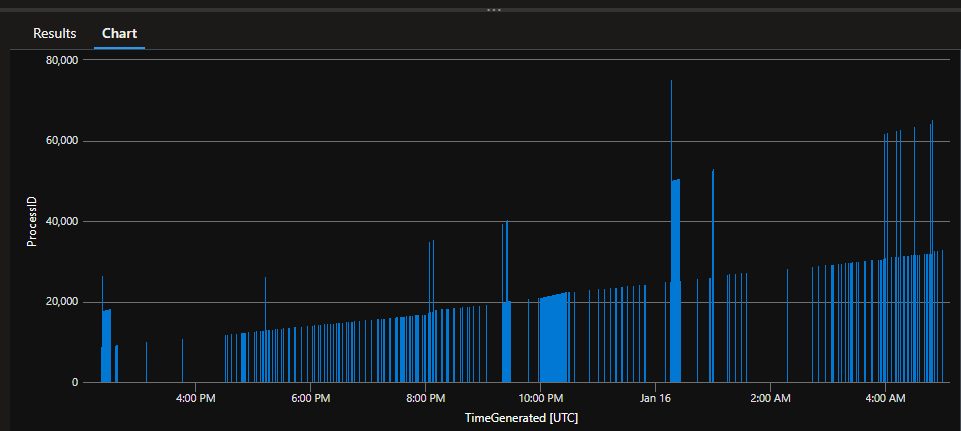 Results Chart
80,000
60,000
40,000
20,000
0
ProcessID
4:00 PM 6:00 PM 8:00 PM 10:00 PM Jan 16 2:00 AM 4:00 AM
TimeGenerated [UTC]